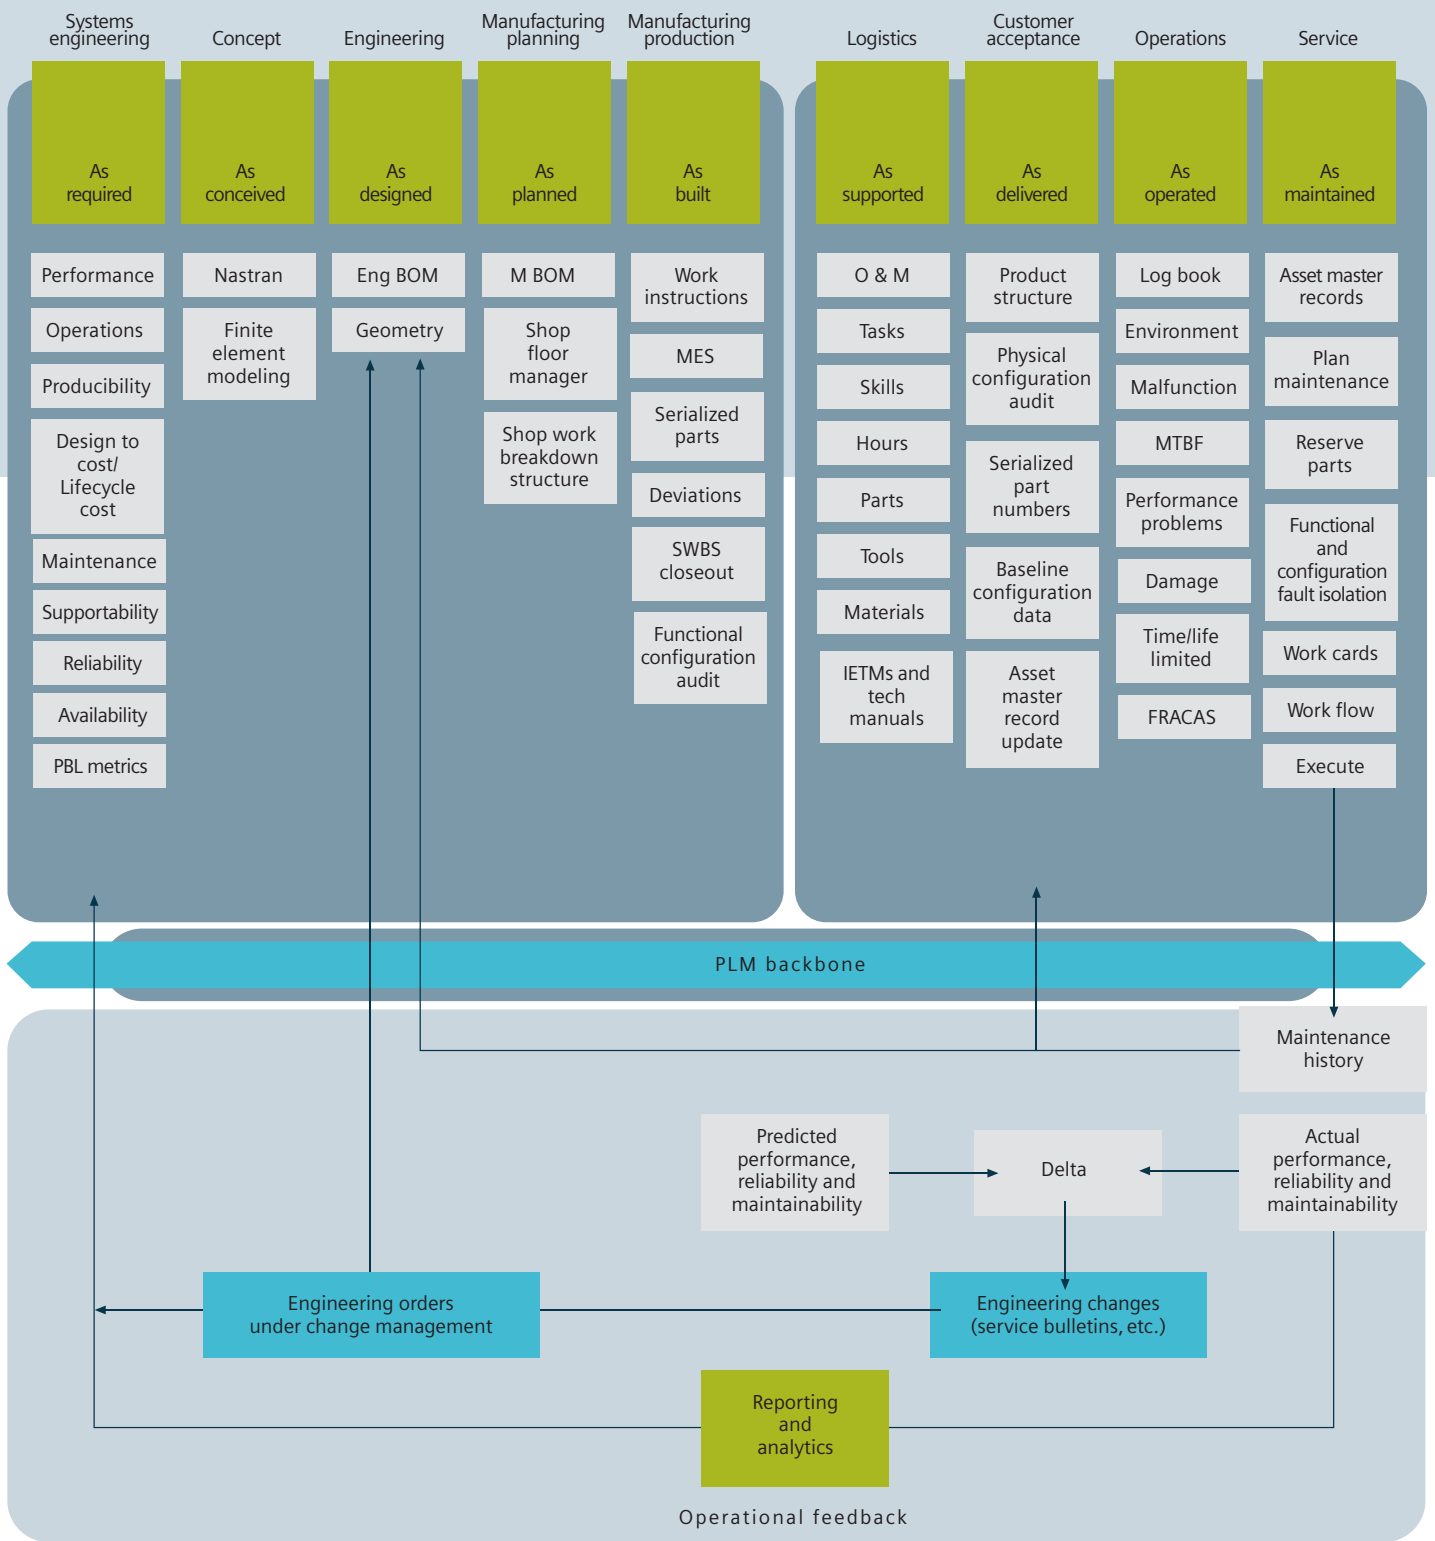 Systems
engineering
Concept
Engineering
Manufacturing
planning
Manufacturing
production
Logistics
Customer
acceptance
Operations
Service
As
required
As
conceived
As
designed
As
planned
As
built
As
supported
As
delivered
As
operated
As
maintained
Performance
Operations
Producibility
Design to
cost/
Lifecycle
cost
Maintenance
Supportability
Reliability
Availability
PBL metrics
Nastran
Finite
element
modeling
Eng BOM
Geometry
M BOM
Shop
floor
manager
Shop work
breakdown
structure
Work
instructions
MES
Serialized
parts
Deviations
SWBS
closeout
Functional
configuration
audit
O & M
Tasks
Skills
Hours
Parts
Tools
Materials
IETMs and
tech
manuals
Product
structure
Physical
configuration
audit
Serialized
part
numbers
Baseline
configuration
data
Asset
master
record
update
Log book
Environment
Malfunction
MTBF
Performance
problems
Damage
Time/life
limited
FRACAS
Asset master
records
Plan
maintenance
Reserve
parts
Functional
and
configuration
fault isolation
Work cards
Work flow
Execute
PLM backbone
Maintenance
history
Predicted
performance,
reliability and
maintainability
Delta
Actual
performance,
reliability and
maintainability
Engineering orders
under change management
Engineering changes
(service bulletins, etc.)
Reporting
and
analytics
Operational feedback